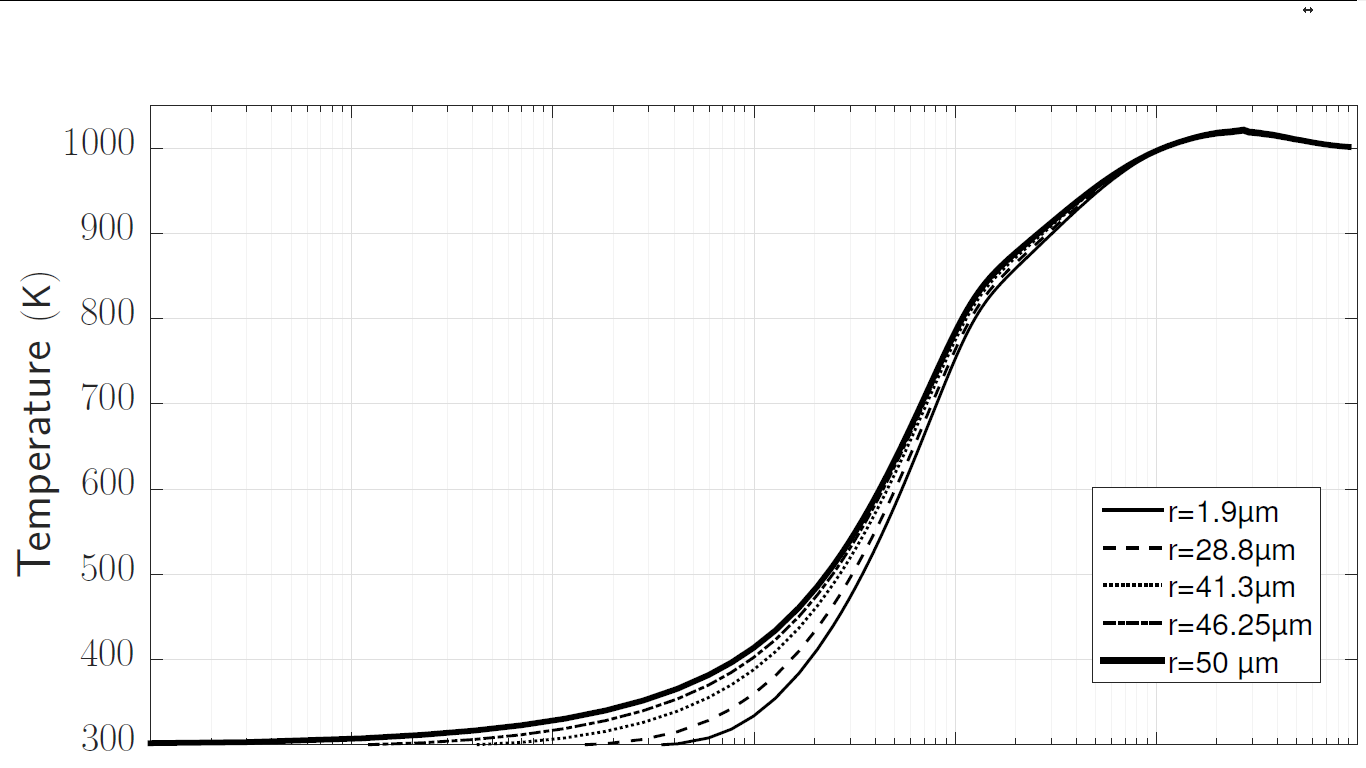 1000
900
800
700
600
500
400
300
Temperature (K)
r=1.9µm
r=28.8µm
r=41.3µm
r=46.25µm
r=50 µm